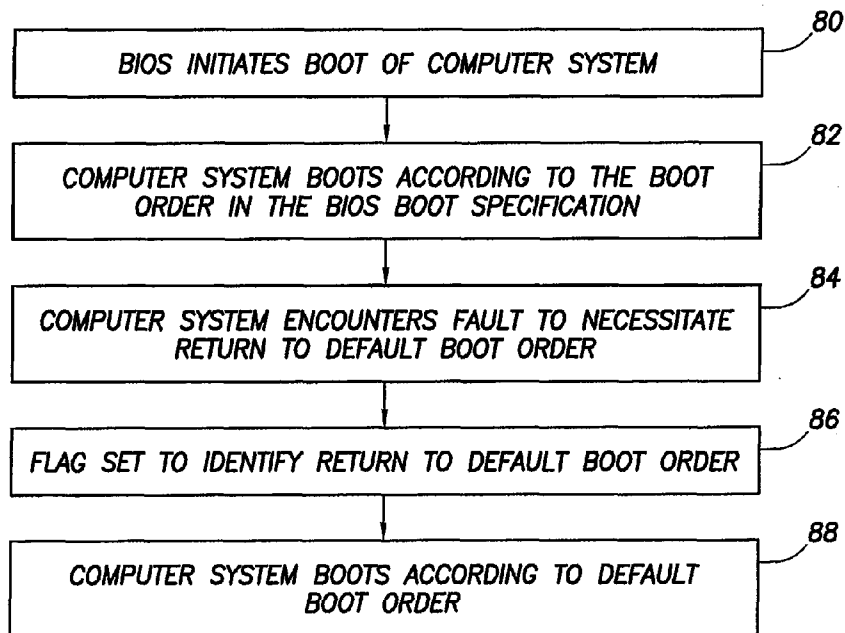 80
BIOS INITIATES BOOT OF COMPUTER SYSTEM
82
COMPUTER SYSTEM BOOTS ACCORDING TO THE BOOT
ORDER IN THE BIOS BOOT SPECIFICATION
84
COMPUTER SYSTEM ENCOUNTERS FAULT TO NECESSITATE
RETURN TO DEFAULT BOOT ORDER
86
FLAG SET TO IDENTIFY RETURN TO DEFAULT BOOT ORDER
88
COMPUTER SYSTEM BOOTS ACCORDING TO DEFAULT
BOOT ORDER